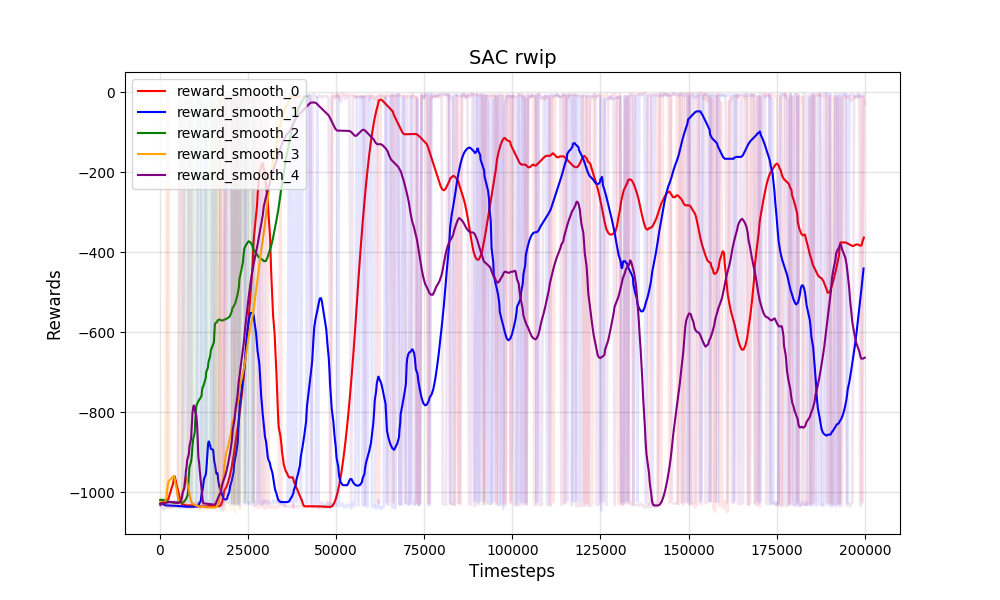 SAC rwip
reward_smooth_0
reward_smooth_1
reward_smooth_2
reward_smooth_3
reward_smooth_4
Rewards
0
−200
−400
−600
−800
−1000
0 25000 50000 75000 100000 125000 150000 175000 200000
Timesteps